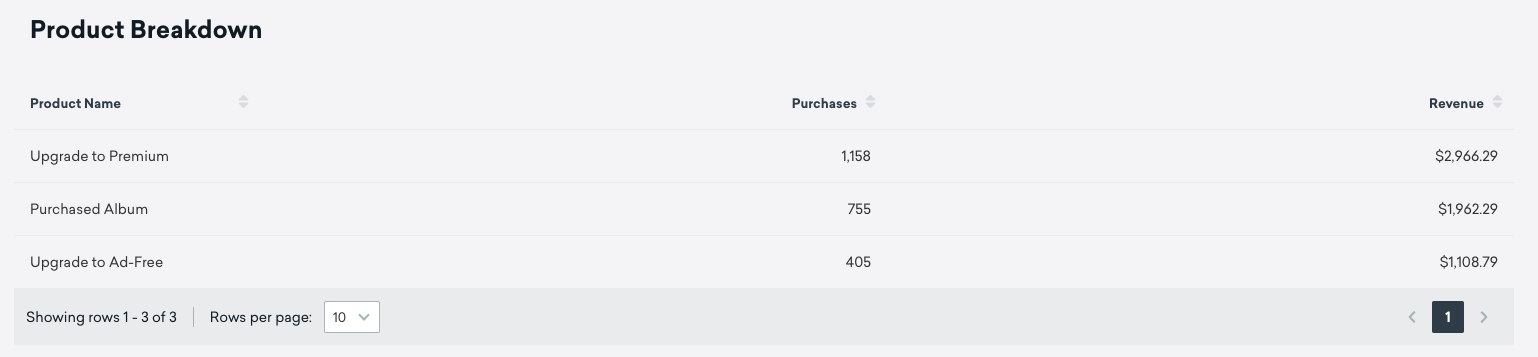 Product Breakdown
Product Name Purchases Revenue
Upgrade to Premium 1,158 $2,966.29
Purchased Album 755 $1,962.29
Upgrade to Ad-Free 405 $1,108.79
Showing rows 1 - 3 of 3 Rows per page: 10 1